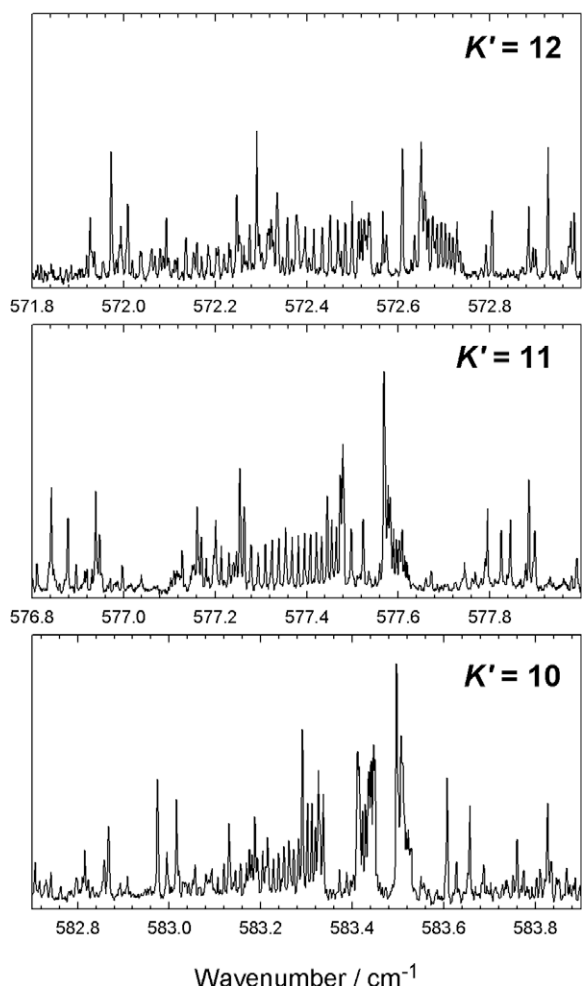 K' = 12
571.8 572.0 572.2 572.4 572.6 572.8
K' = 11
576.8 577.0 577.2 577.4 577.6 577.8
K' = 10
582.8 583.0 583.2 583.4 583.6 583.8
Wavenumber / cm⁻¹